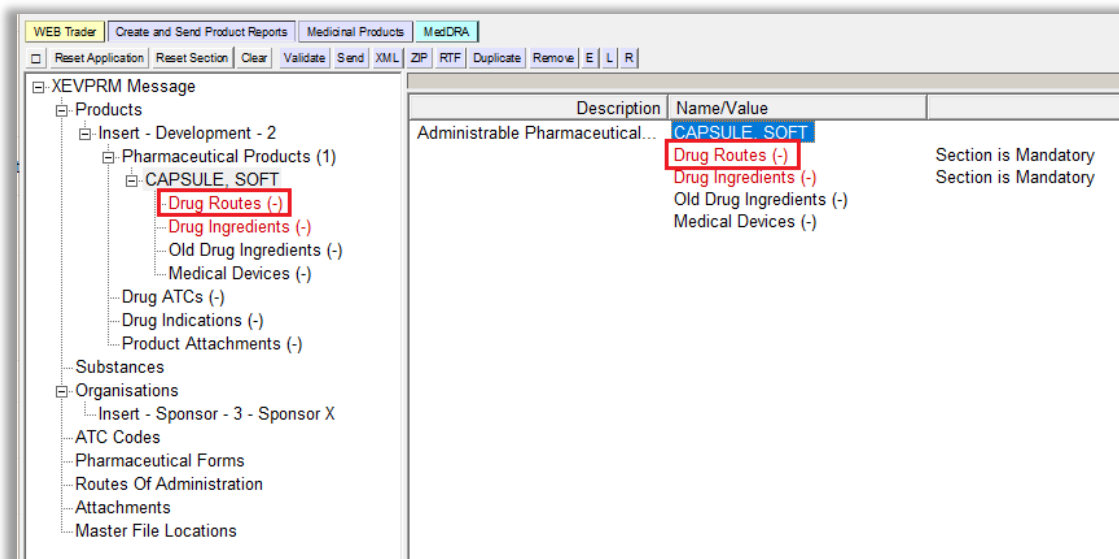 WEB Trader Create and Send Product Reports Medicinal Products MedDRA
Reset Application Reset Section Clear Validate Send XML ZIP RTF Duplicate Remove E L R
XEVPRM Message
Products
Insert - Development - 2
Pharmaceutical Products (1)
CAPSULE, SOFT
Drug Routes (-)
Drug Ingredients (-)
Old Drug Ingredients (-)
Medical Devices (-)
Drug ATCs (-)
Drug Indications (-)
Product Attachments (-)
Substances
Organisations
Insert - Sponsor - 3 - Sponsor X
ATC Codes
Pharmaceutical Forms
Routes Of Administration
Attachments
Master File Locations
Description Name/Value
Administrable Pharmaceutical... CAPSULE, SOFT
Drug Routes (-) Section is Mandatory
Drug Ingredients (-) Section is Mandatory
Old Drug Ingredients (-)
Medical Devices (-)